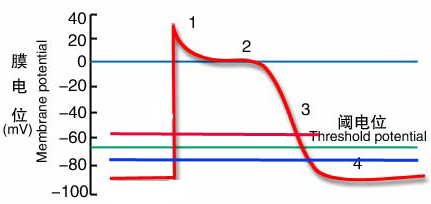 膜电位
(mV)
Membrane potential
40
20
0
−20
−40
−60
−80
−100
1
2
3
阈电位
Threshold potential
4